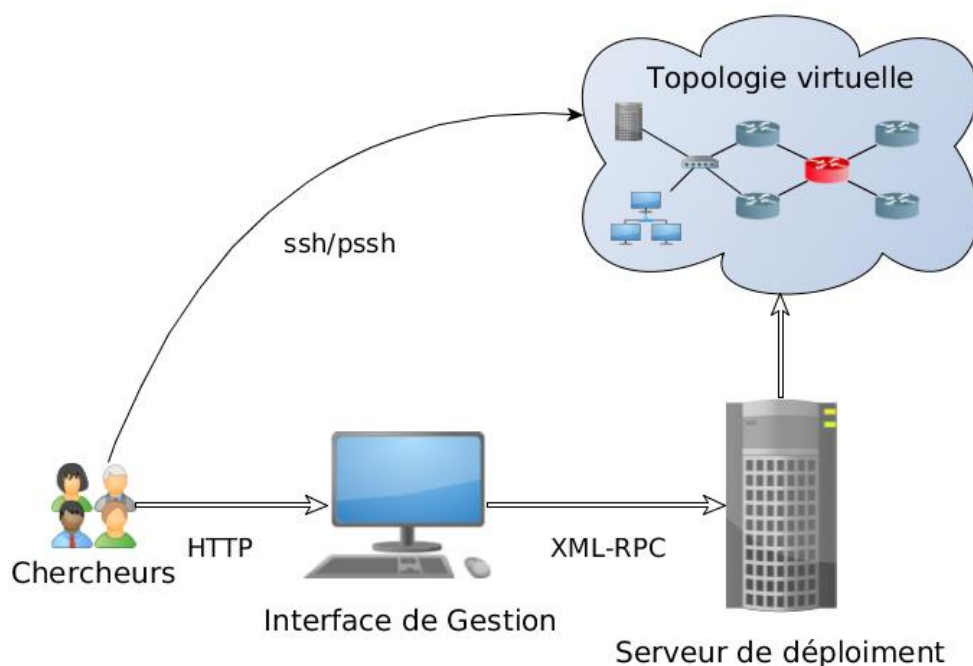 Topologie virtuelle
ssh/pssh
HTTP
XML-RPC
Chercheurs
Interface de Gestion
Serveur de déploiment